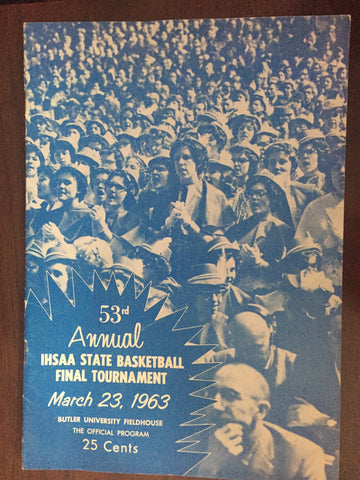 53rd
Annual
IHSAA STATE BASKETBALL
FINAL TOURNAMENT
March 23, 1963
BUTLER UNIVERSITY FIELDHOUSE
THE OFFICIAL PROGRAM
25 Cents